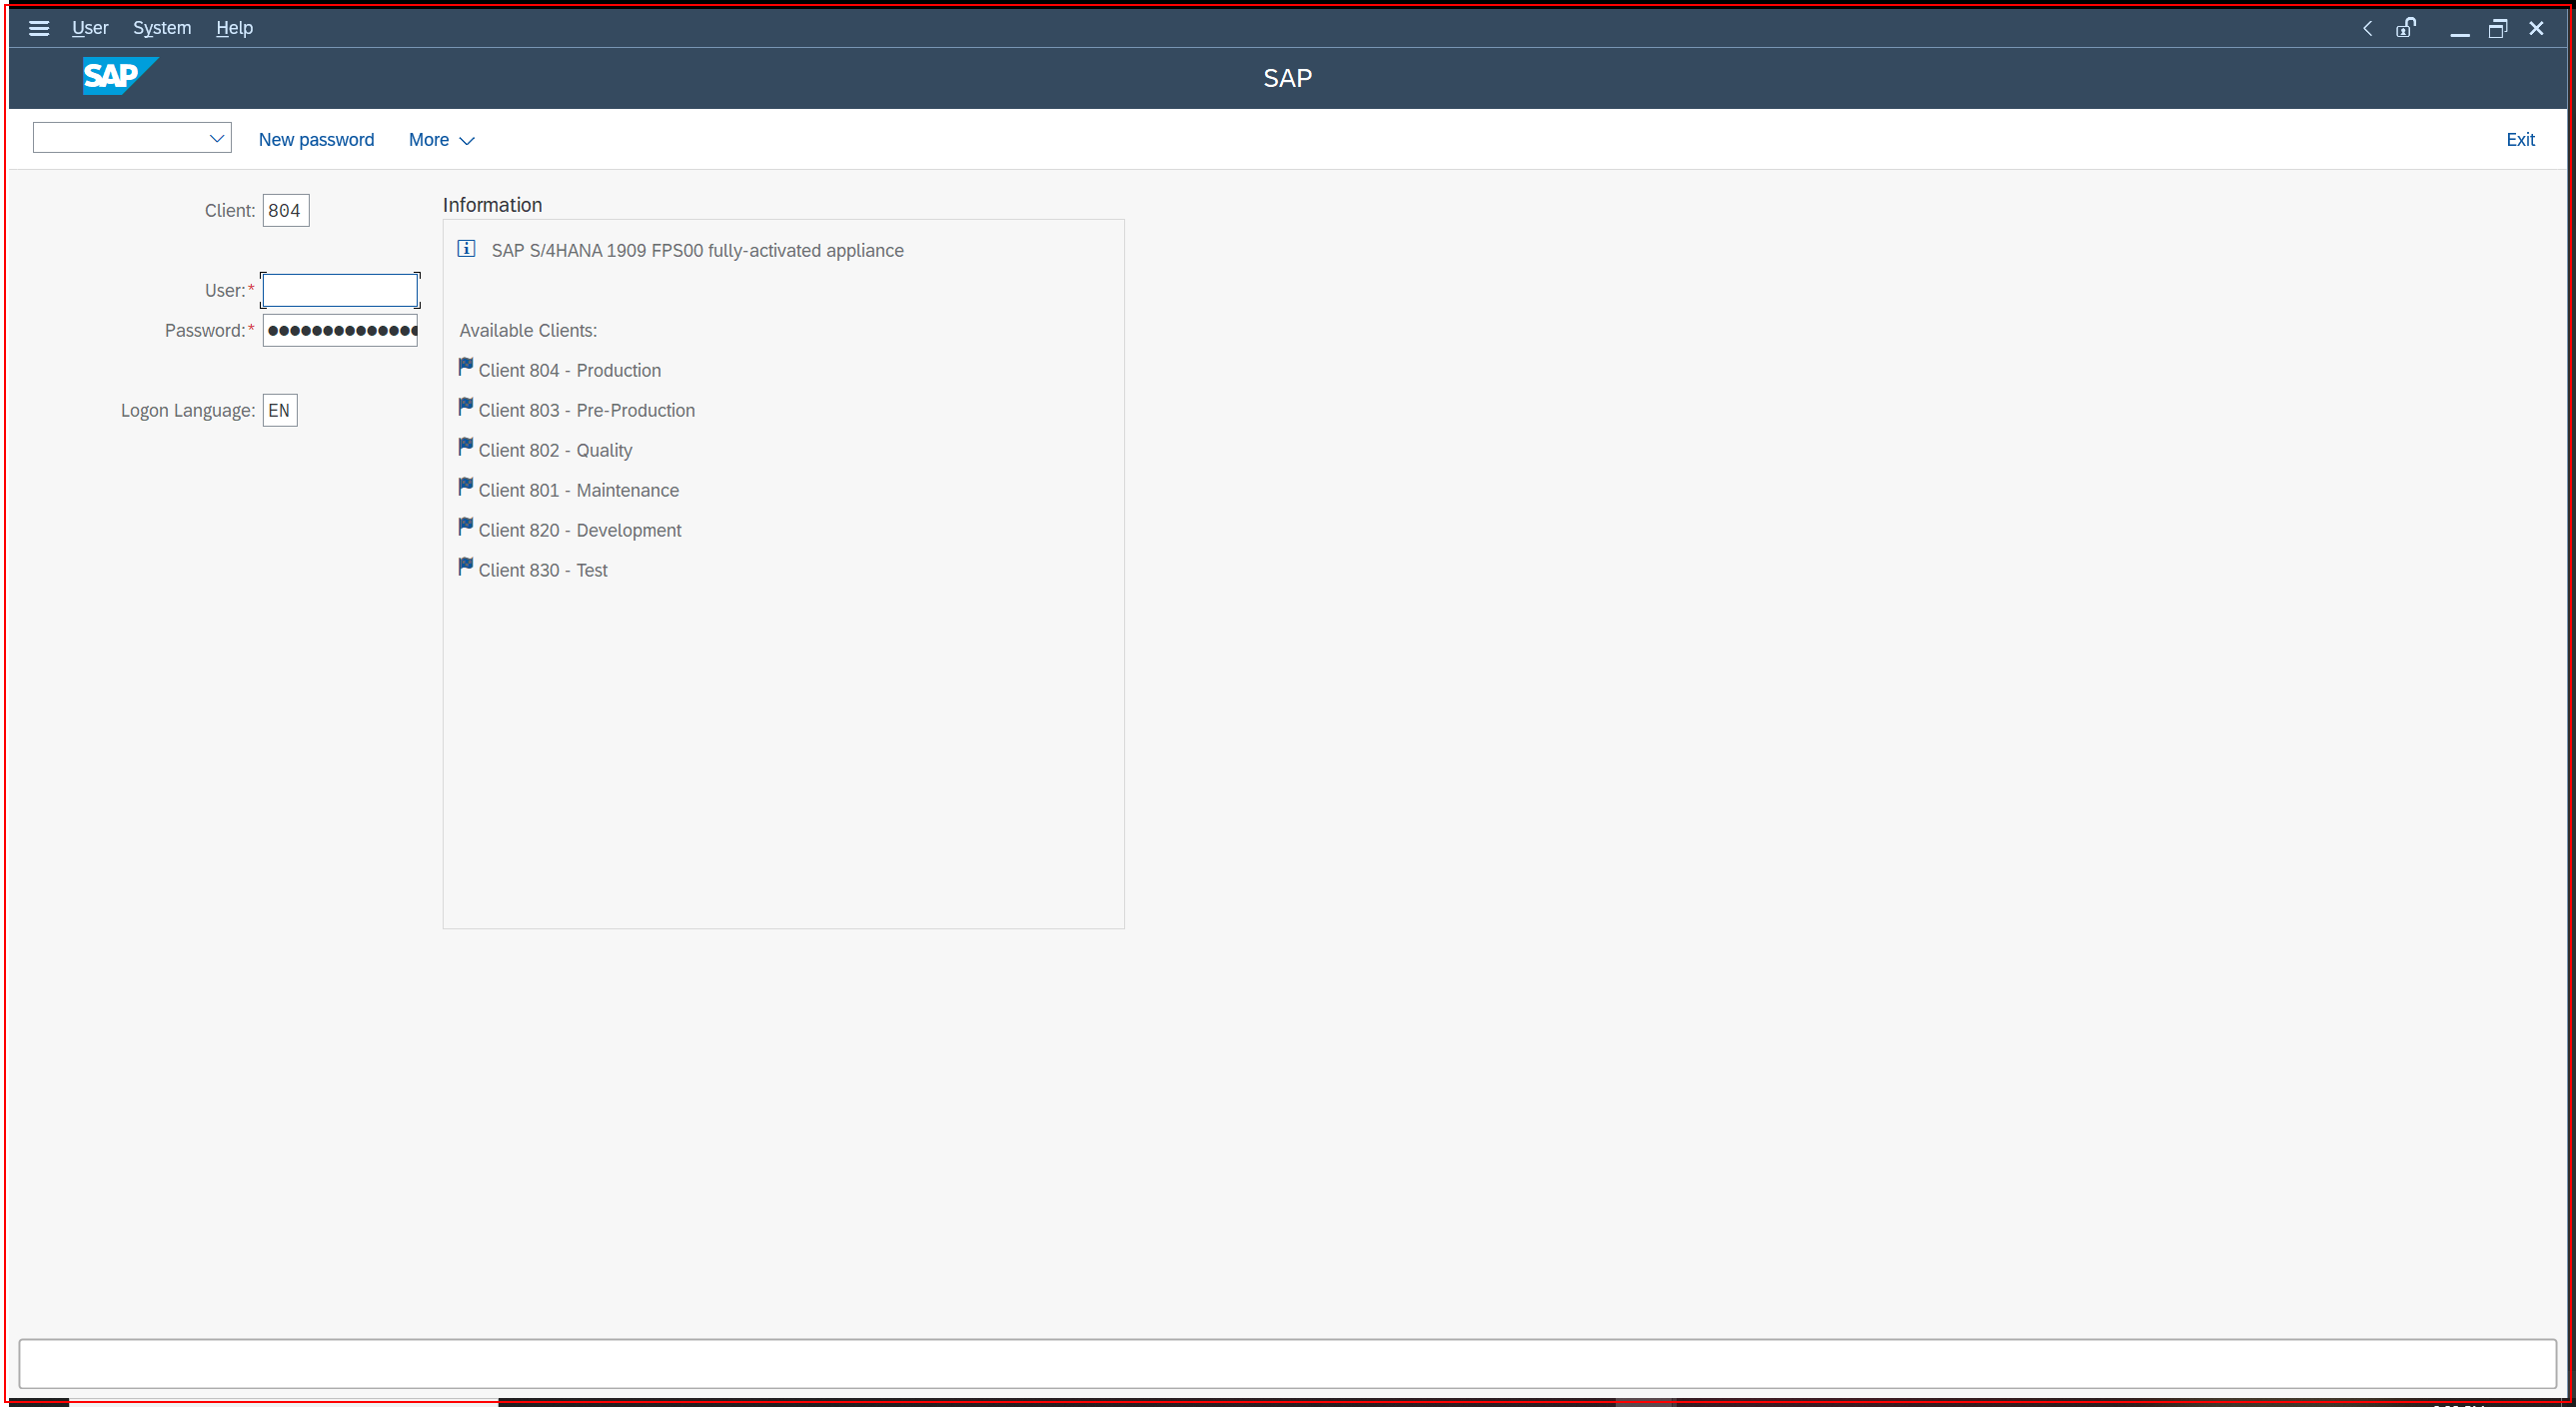 User System Help
SAP
SAP
New password More
Exit
Client: 804
User:*
Password:* ●●●●●●●●●●●●●●
Logon Language: EN
Information
SAP S/4HANA 1909 FPS00 fully-activated appliance
Available Clients:
Client 804 - Production
Client 803 - Pre-Production
Client 802 - Quality
Client 801 - Maintenance
Client 820 - Development
Client 830 - Test